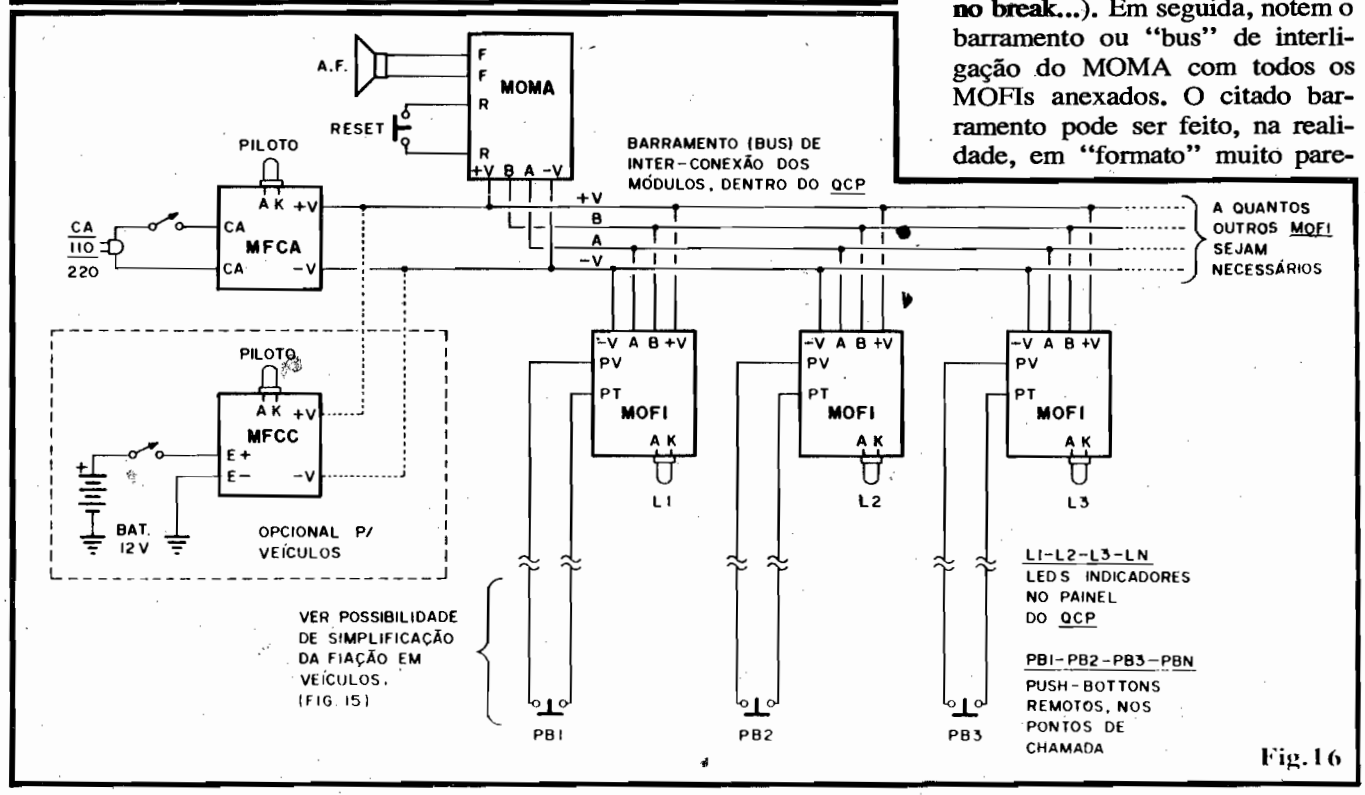 no break...). Em seguida, notem o
barramento ou “bus” de interli-
gação do MOMA com todos os
MOFIs anexados. O citado bar-
ramento pode ser feito, na reali-
dade, em “formato” muito pare-
A.F.
F
F
MOMA
R
RESET
R
+V B A -V
PILOTO
A K +V
CA
CA
110
220
MFCA
CA -V
BARRAMENTO (BUS) DE
INTER-CONEXÃO DOS
MÓDULOS, DENTRO DO QCP
+V
B
A
-V
A QUANTOS
OUTROS MOFI
SEJAM
NECESSÁRIOS
PILOTO
A K +V
MFCC
E+
E- -V
+
BAT.
12V
OPCIONAL P/
VEÍCULOS
-V A B +V
PV
PT
MOFI
A K
L1
-V A B +V
PV
PT
MOFI
A K
L2
-V A B +V
PV
PT
MOFI
A K
L3
VER POSSIBILIDADE
DE SIMPLIFICAÇÃO
DA FIAÇÃO EM
VEÍCULOS.
(FIG. 15)
PB1
PB2
PB3
L1-L2-L3-LN
LEDS INDICADORES
NO PAINEL
DO QCP
PB1-PB2-PB3-PBN
PUSH-BOTTONS
REMOTOS, NOS
PONTOS DE
CHAMADA
Fig.16